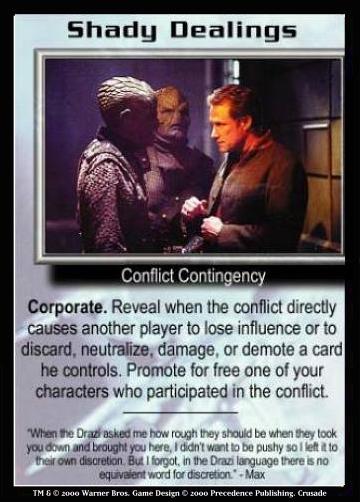 Shady Dealings
Conflict Contingency
Corporate. Reveal when the conflict directly
causes another player to lose influence or to
discard, neutralize, damage, or demote a card
he controls. Promote for free one of your
characters who participated in the conflict.
"When the Drazi asked me how rough they should be when they took
you down and brought you here, I didn't want to be pushy so I left it to
their own discretion. But I forgot, in the Drazi language there is no
equivalent word for discretion." - Max
TM & © 2000 Warner Bros. Game Design © 2000 Precedence Publishing. Crusade